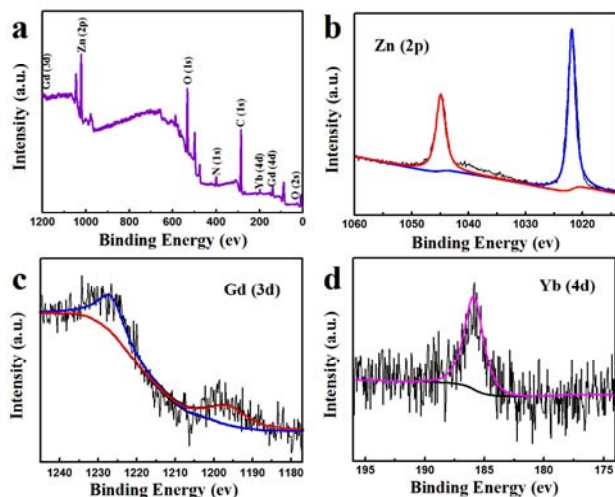 a
Gd (3d)
Zn (2p)
O (1s)
N (1s)
C (1s)
Yb (4d)
Gd (4d)
O (2s)
Intensity (a.u.)
1200 1000 800 600 400 200 0
Binding Energy (ev)
b
Zn (2p)
Intensity (a.u.)
1060 1050 1040 1030 1020
Binding Energy (ev)
c
Gd (3d)
Intensity (a.u.)
1240 1230 1220 1210 1200 1190 1180
Binding Energy (ev)
d
Yb (4d)
Intensity (a.u.)
195 190 185 180 175
Binding Energy (ev)